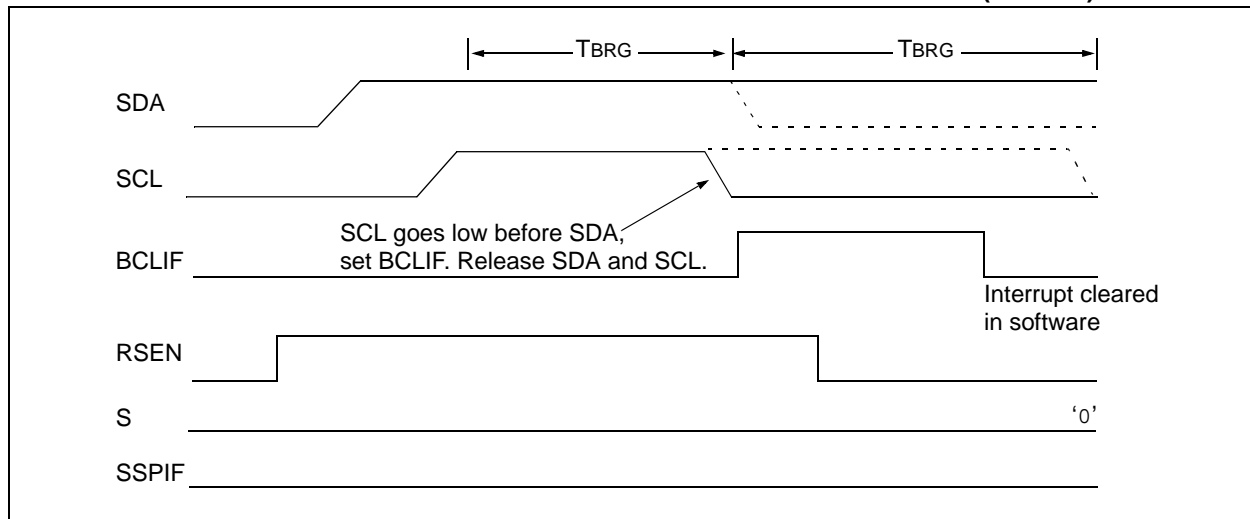 TBRG TBRG
SDA
SCL
SCL goes low before SDA,
set BCLIF. Release SDA and SCL.
BCLIF
Interrupt cleared
in software
RSEN
S '0'
SSPIF